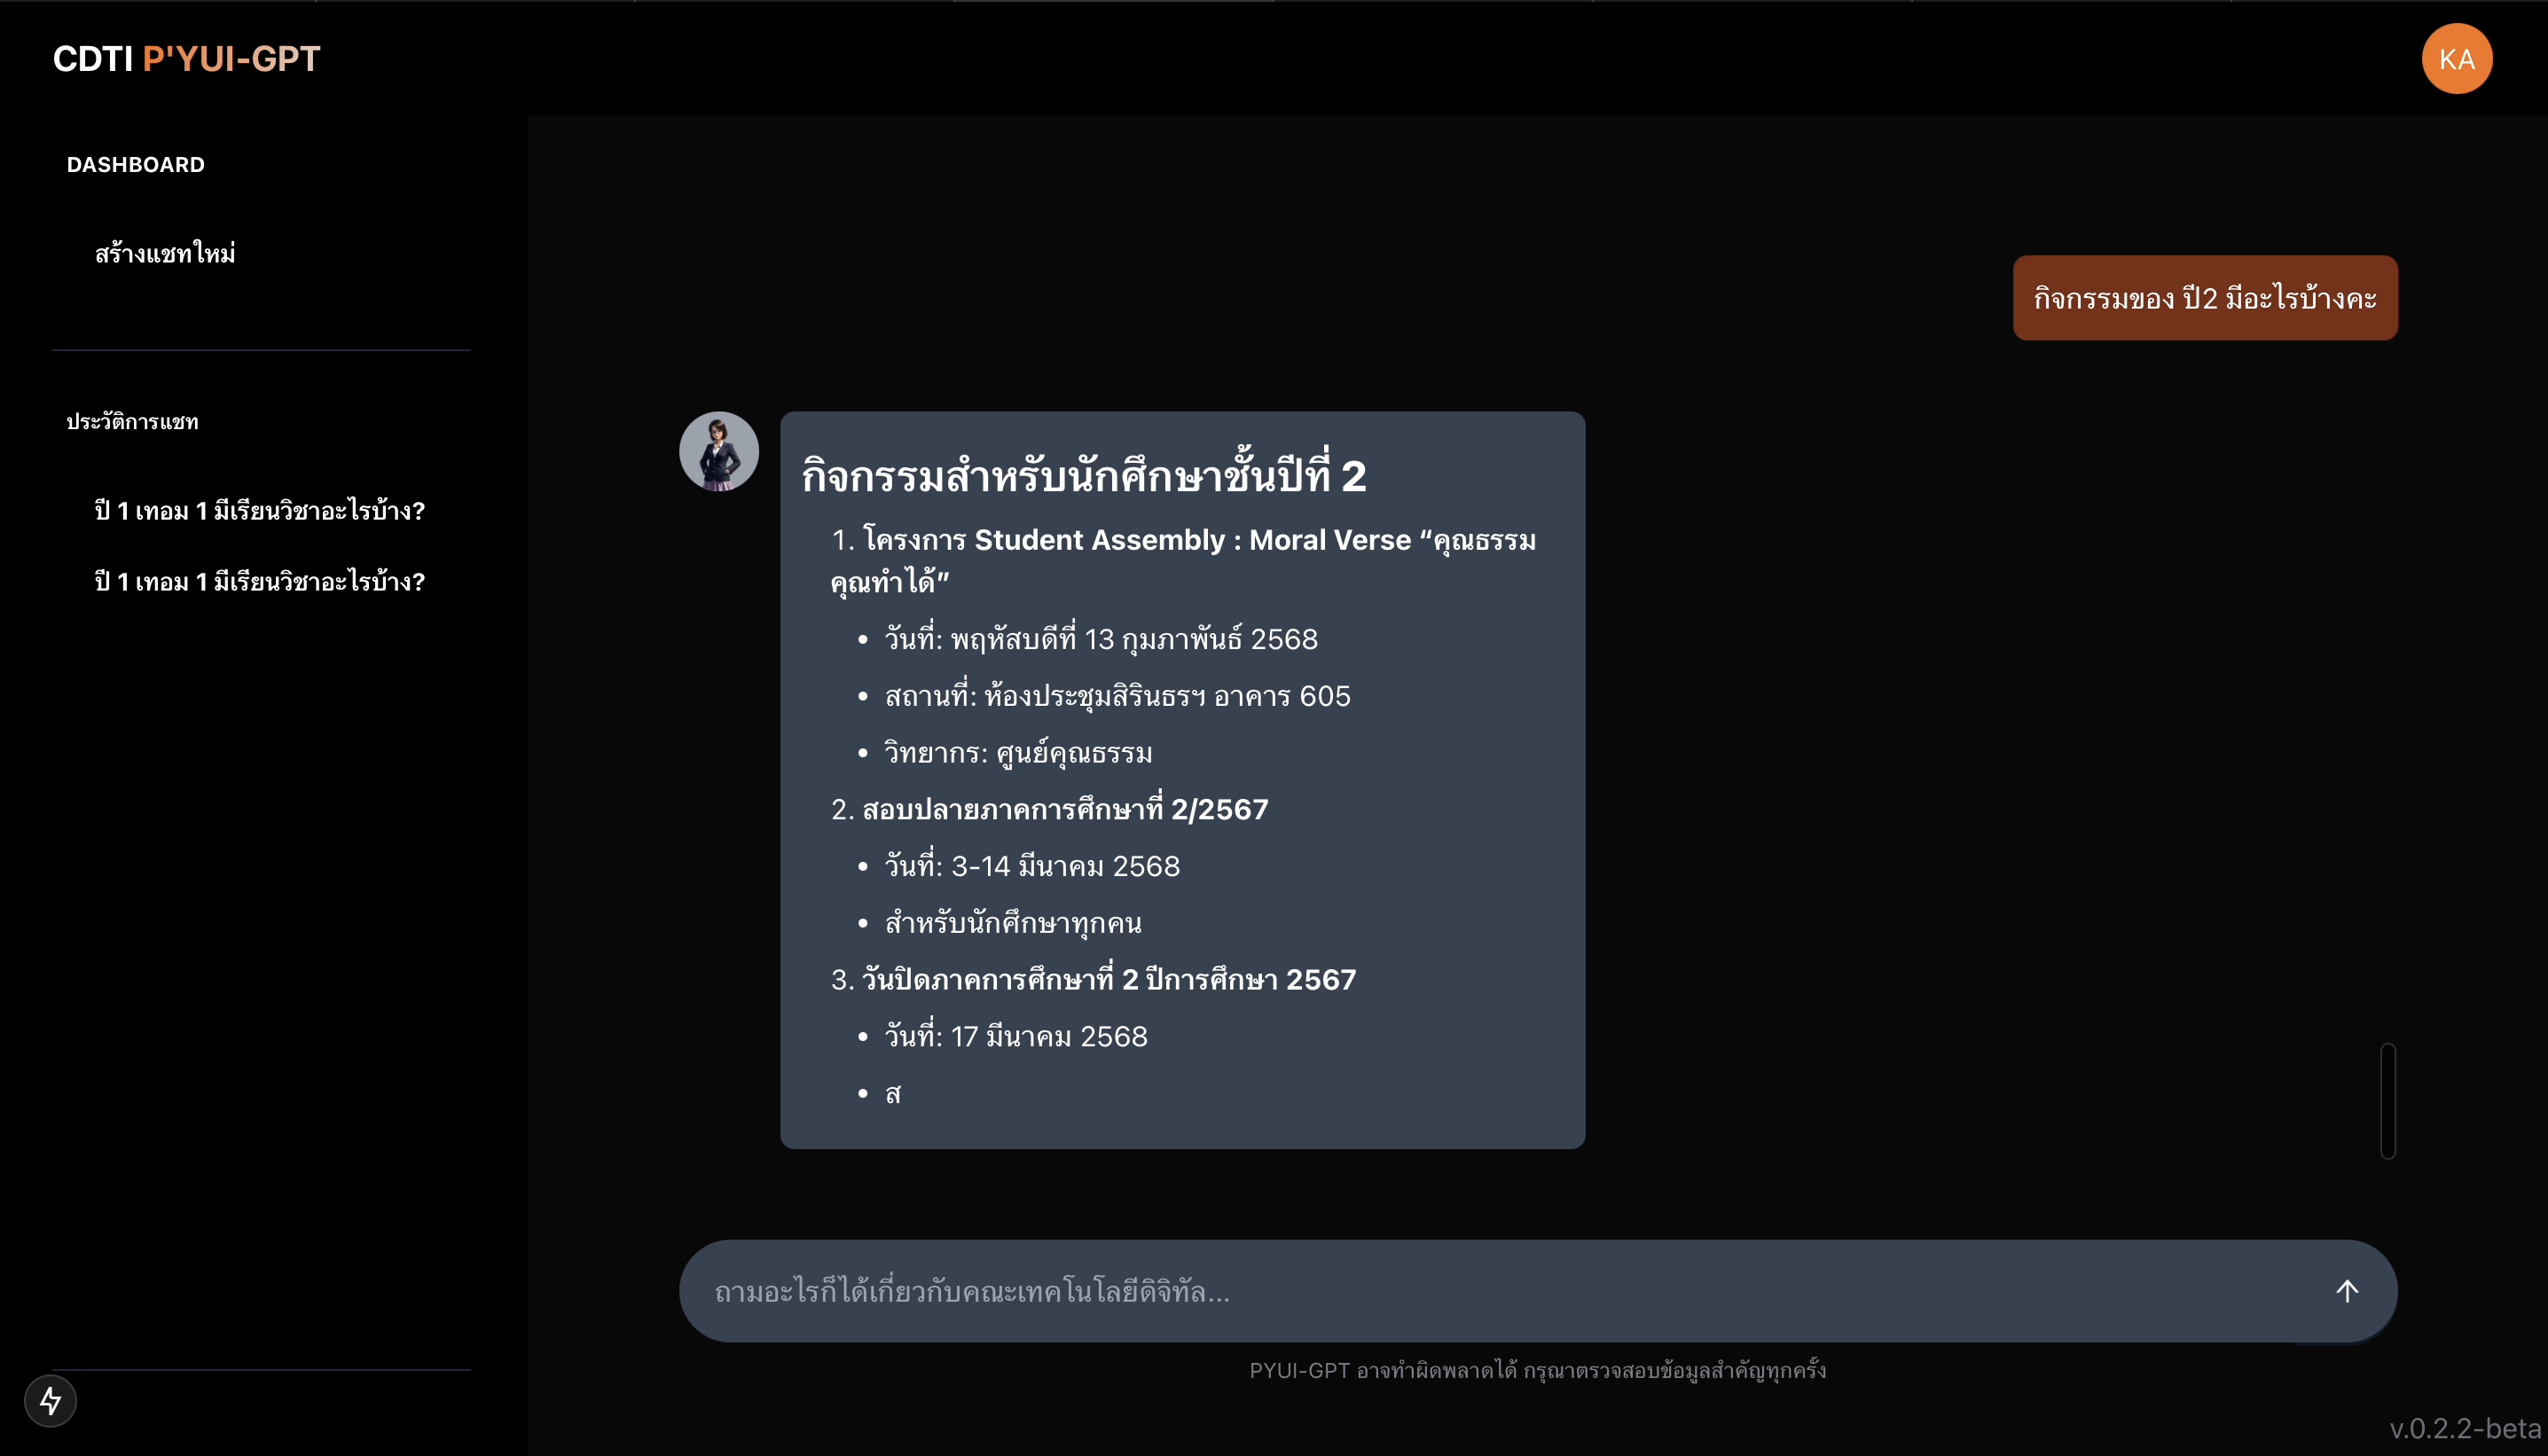 CDTI P'YUI-GPT
KA
DASHBOARD
สร้างแชทใหม่
ประวัติการแชท
ปี 1 เทอม 1 มีเรียนวิชาอะไรบ้าง?
ปี 1 เทอม 1 มีเรียนวิชาอะไรบ้าง?
กิจกรรมของ ปี2 มีอะไรบ้างคะ
กิจกรรมสำหรับนักศึกษาชั้นปีที่ 2
1. โครงการ Student Assembly : Moral Verse “คุณธรรม
คุณทำได้”
• วันที่: พฤหัสบดีที่ 13 กุมภาพันธ์ 2568
• สถานที่: ห้องประชุมสิรินธรฯ อาคาร 605
• วิทยากร: ศูนย์คุณธรรม
2. สอบปลายภาคการศึกษาที่ 2/2567
• วันที่: 3-14 มีนาคม 2568
• สำหรับนักศึกษาทุกคน
3. วันปิดภาคการศึกษาที่ 2 ปีการศึกษา 2567
• วันที่: 17 มีนาคม 2568
• ส
ถามอะไรก็ได้เกี่ยวกับคณะเทคโนโลยีดิจิทัล...
PYUI-GPT อาจทำผิดพลาดได้ กรุณาตรวจสอบข้อมูลสำคัญทุกครั้ง
v.0.2.2-beta